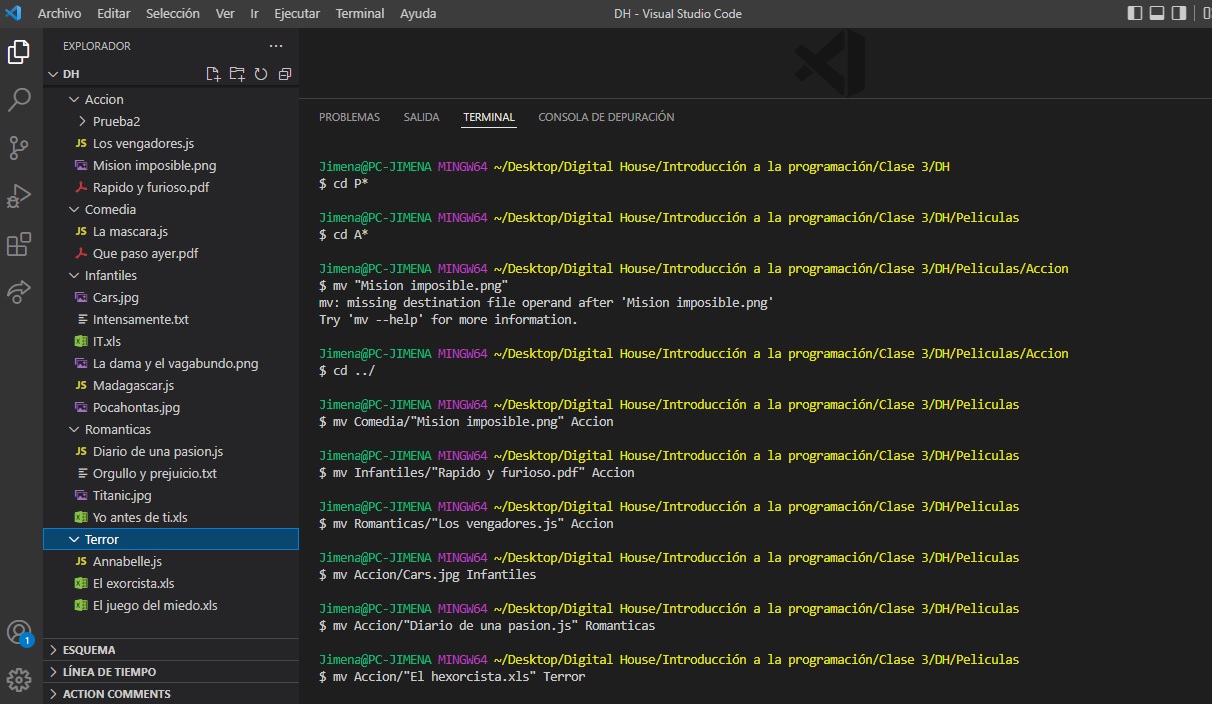 Archivo Editar Selección Ver Ir Ejecutar Terminal Ayuda
DH - Visual Studio Code
EXPLORADOR
DH
Accion
Prueba2
JS Los vengadores.js
Mision imposible.png
Rapido y furioso.pdf
Comedia
JS La mascara.js
Que paso ayer.pdf
Infantiles
Cars.jpg
Intensamente.txt
IT.xls
La dama y el vagabundo.png
JS Madagascar.js
Pocahontas.jpg
Romanticas
JS Diario de una pasion.js
Orgullo y prejuicio.txt
Titanic.jpg
Yo antes de ti.xls
Terror
JS Annabelle.js
El exorcista.xls
El juego del miedo.xls
ESQUEMA
LÍNEA DE TIEMPO
ACTION COMMENTS
1
PROBLEMAS SALIDA TERMINAL CONSOLA DE DEPURACIÓN
Jimena@PC-JIMENA MINGW64 ~/Desktop/Digital House/Introducción a la programación/Clase 3/DH
$ cd P*
Jimena@PC-JIMENA MINGW64 ~/Desktop/Digital House/Introducción a la programación/Clase 3/DH/Peliculas
$ cd A*
Jimena@PC-JIMENA MINGW64 ~/Desktop/Digital House/Introducción a la programación/Clase 3/DH/Peliculas/Accion
$ mv "Mision imposible.png"
mv: missing destination file operand after 'Mision imposible.png'
Try 'mv --help' for more information.
Jimena@PC-JIMENA MINGW64 ~/Desktop/Digital House/Introducción a la programación/Clase 3/DH/Peliculas/Accion
$ cd ../
Jimena@PC-JIMENA MINGW64 ~/Desktop/Digital House/Introducción a la programación/Clase 3/DH/Peliculas
$ mv Comedia/"Mision imposible.png" Accion
Jimena@PC-JIMENA MINGW64 ~/Desktop/Digital House/Introducción a la programación/Clase 3/DH/Peliculas
$ mv Infantiles/"Rapido y furioso.pdf" Accion
Jimena@PC-JIMENA MINGW64 ~/Desktop/Digital House/Introducción a la programación/Clase 3/DH/Peliculas
$ mv Romanticas/"Los vengadores.js" Accion
Jimena@PC-JIMENA MINGW64 ~/Desktop/Digital House/Introducción a la programación/Clase 3/DH/Peliculas
$ mv Accion/Cars.jpg Infantiles
Jimena@PC-JIMENA MINGW64 ~/Desktop/Digital House/Introducción a la programación/Clase 3/DH/Peliculas
$ mv Accion/"Diario de una pasion.js" Romanticas
Jimena@PC-JIMENA MINGW64 ~/Desktop/Digital House/Introducción a la programación/Clase 3/DH/Peliculas
$ mv Accion/"El hexorcista.xls" Terror